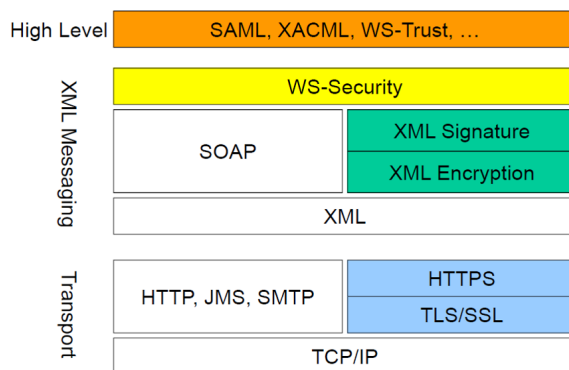 High Level
SAML, XACML, WS-Trust, …
XML Messaging
WS-Security
SOAP
XML Signature
XML Encryption
XML
Transport
HTTP, JMS, SMTP
HTTPS
TLS/SSL
TCP/IP